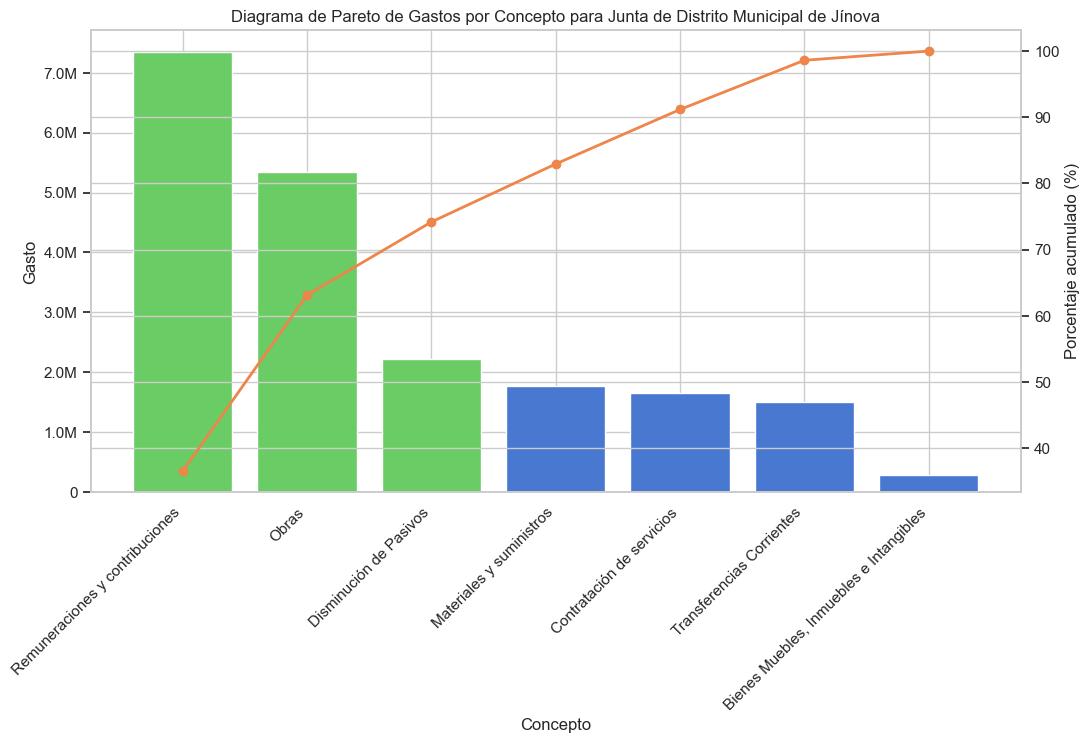 Diagrama de Pareto de Gastos por Concepto para Junta de Distrito Municipal de Jínova
Gasto
7.0M
6.0M
5.0M
4.0M
3.0M
2.0M
1.0M
0
100
90
80
70
60
50
40
Porcentaje acumulado (%)
Remuneraciones y contribuciones
Obras
Disminución de Pasivos
Materiales y suministros
Contratación de servicios
Transferencias Corrientes
Bienes Muebles, Inmuebles e Intangibles
Concepto